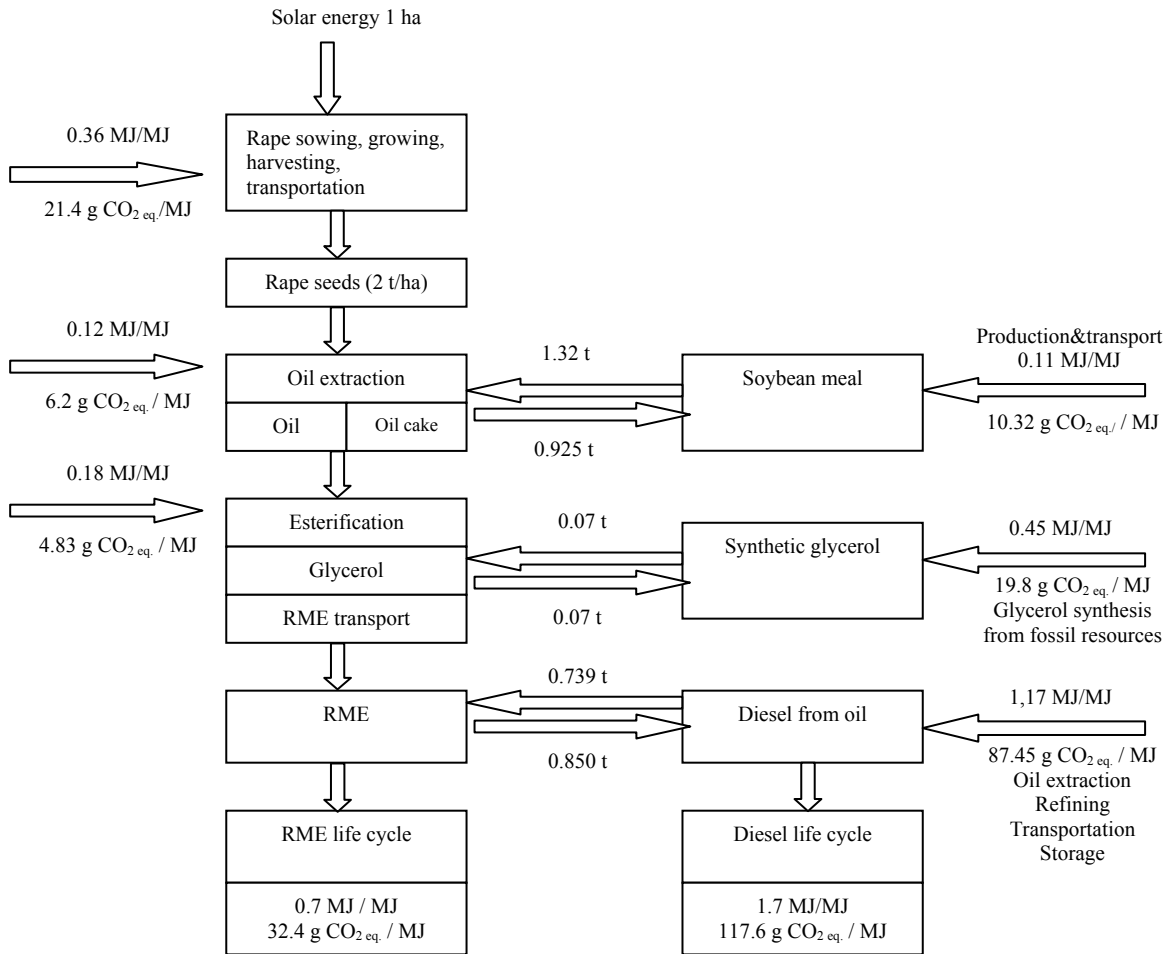 Solar energy 1 ha
0.36 MJ/MJ
21.4 g CO2 eq./MJ
Rape sowing, growing,
harvesting,
transportation
Rape seeds (2 t/ha)
0.12 MJ/MJ
6.2 g CO2 eq. / MJ
Oil extraction
Oil
Oil cake
1.32 t
0.925 t
Soybean meal
Production&transport
0.11 MJ/MJ
10.32 g CO2 eq./ / MJ
0.18 MJ/MJ
4.83 g CO2 eq. / MJ
Esterification
Glycerol
RME transport
0.07 t
0.07 t
Synthetic glycerol
0.45 MJ/MJ
19.8 g CO2 eq. / MJ
Glycerol synthesis
from fossil resources
RME
0.739 t
0.850 t
Diesel from oil
1,17 MJ/MJ
87.45 g CO2 eq. / MJ
Oil extraction
Refining
Transportation
Storage
RME life cycle
0.7 MJ / MJ
32.4 g CO2 eq. / MJ
Diesel life cycle
1.7 MJ/MJ
117.6 g CO2 eq. / MJ